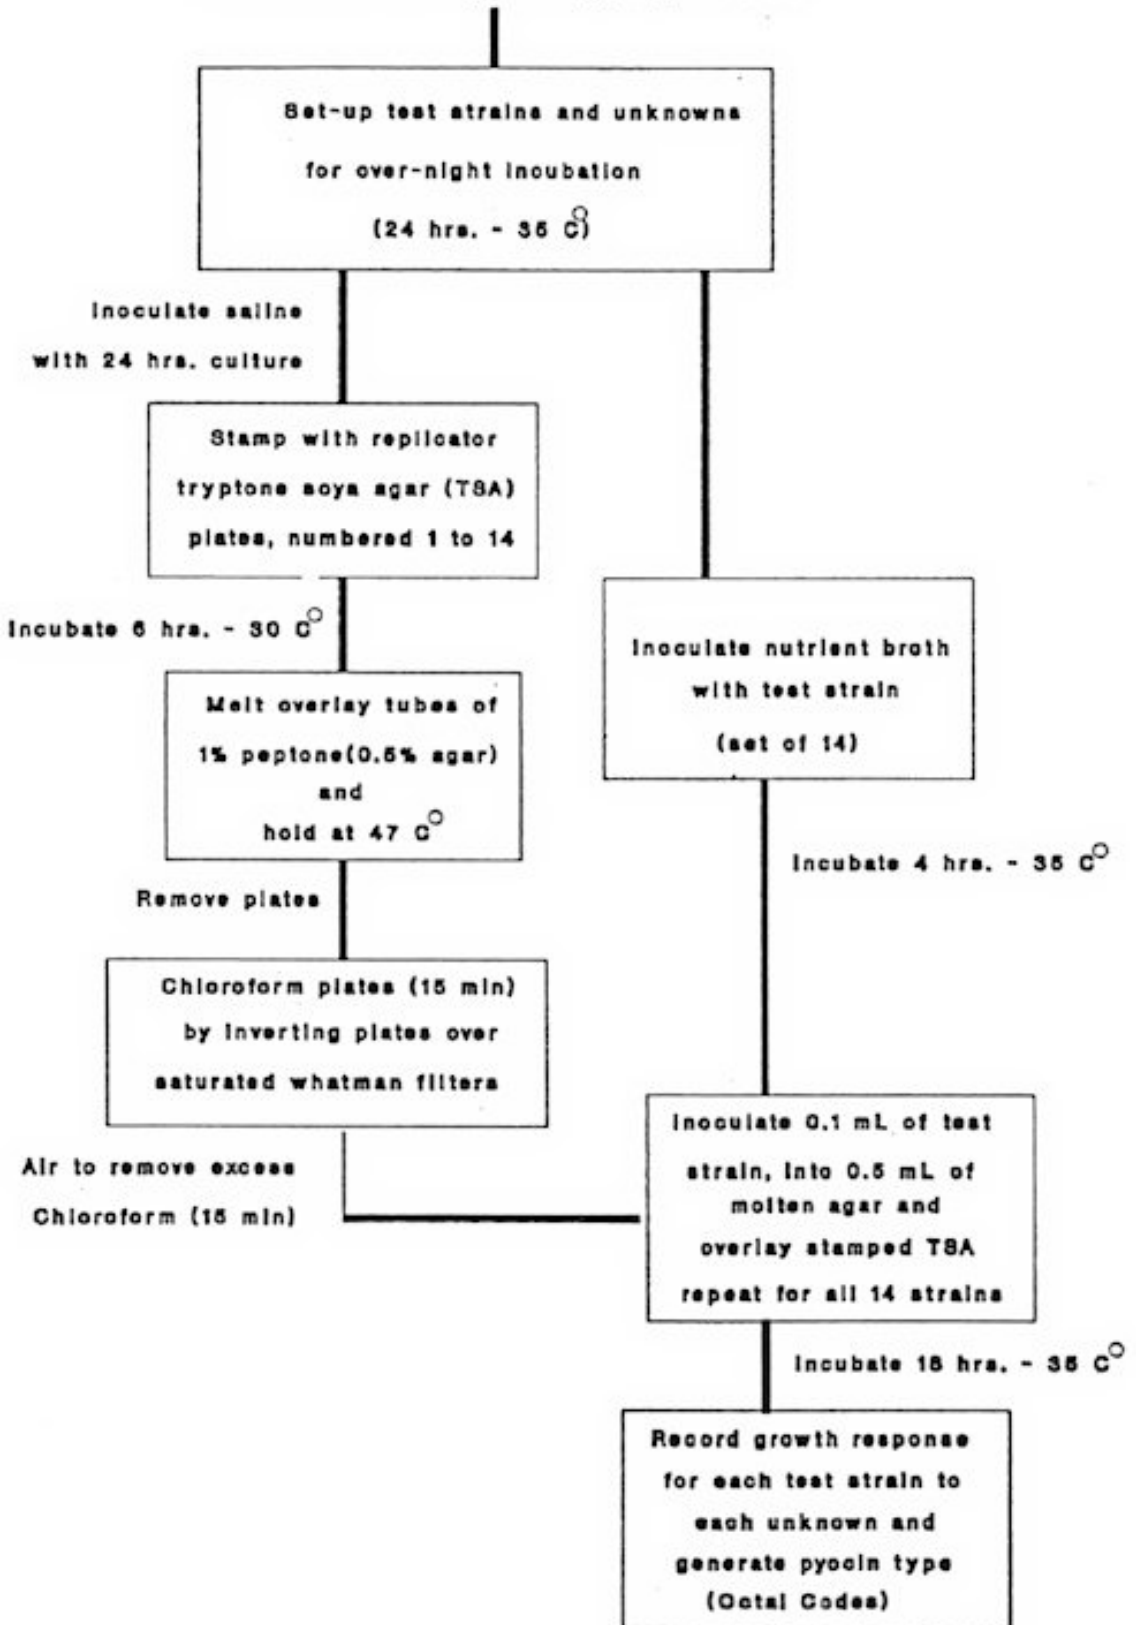 Set-up test strains and unknowns
for over-night incubation
(24 hrs. - 35 C°)
Inoculate saline
with 24 hrs. culture
Stamp with replicator
tryptone soya agar (TSA)
plates, numbered 1 to 14
Incubate 6 hrs. - 30 C°
Melt overlay tubes of
1% peptone(0.5% agar)
and
hold at 47 C°
Remove plates
Chloroform plates (15 min)
by inverting plates over
saturated whatman filters
Air to remove excess
Chloroform (15 min)
Inoculate nutrient broth
with test strain
(set of 14)
Incubate 4 hrs. - 35 C°
Inoculate 0.1 mL of test
strain, into 0.5 mL of
molten agar and
overlay stamped TSA
repeat for all 14 strains
Incubate 18 hrs. - 35 C°
Record growth response
for each test strain to
each unknown and
generate pyocin type
(Octal Codes)